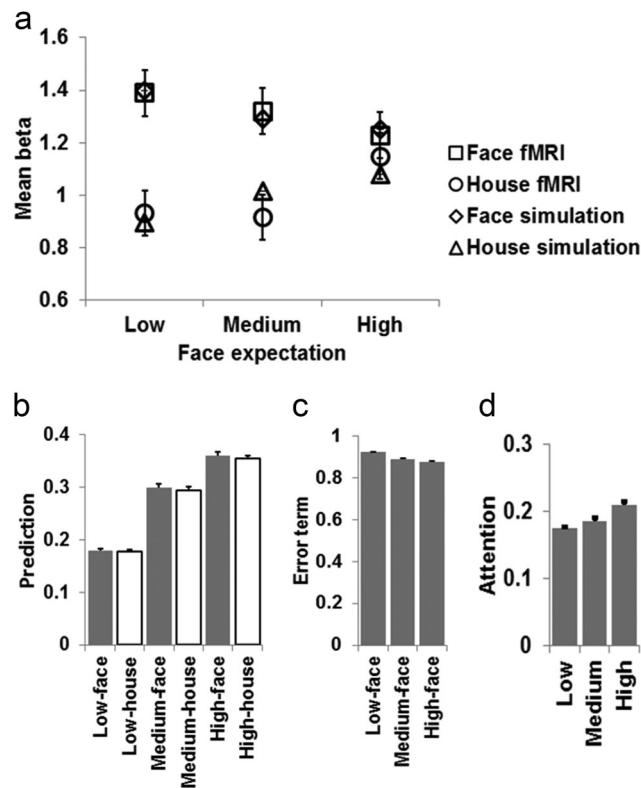 a
1.6
1.4
1.2
1
0.8
0.6
Mean beta
Low Medium High
Face expectation
Face fMRI
House fMRI
Face simulation
House simulation
b
0.4
0.3
0.2
0.1
0
Prediction
Low-face
Low-house
Medium-face
Medium-house
High-face
High-house
c
1
0.8
0.6
0.4
0.2
0
Error term
Low-face
Medium-face
High-face
d
0.3
0.2
0.1
0
Attention
Low
Medium
High